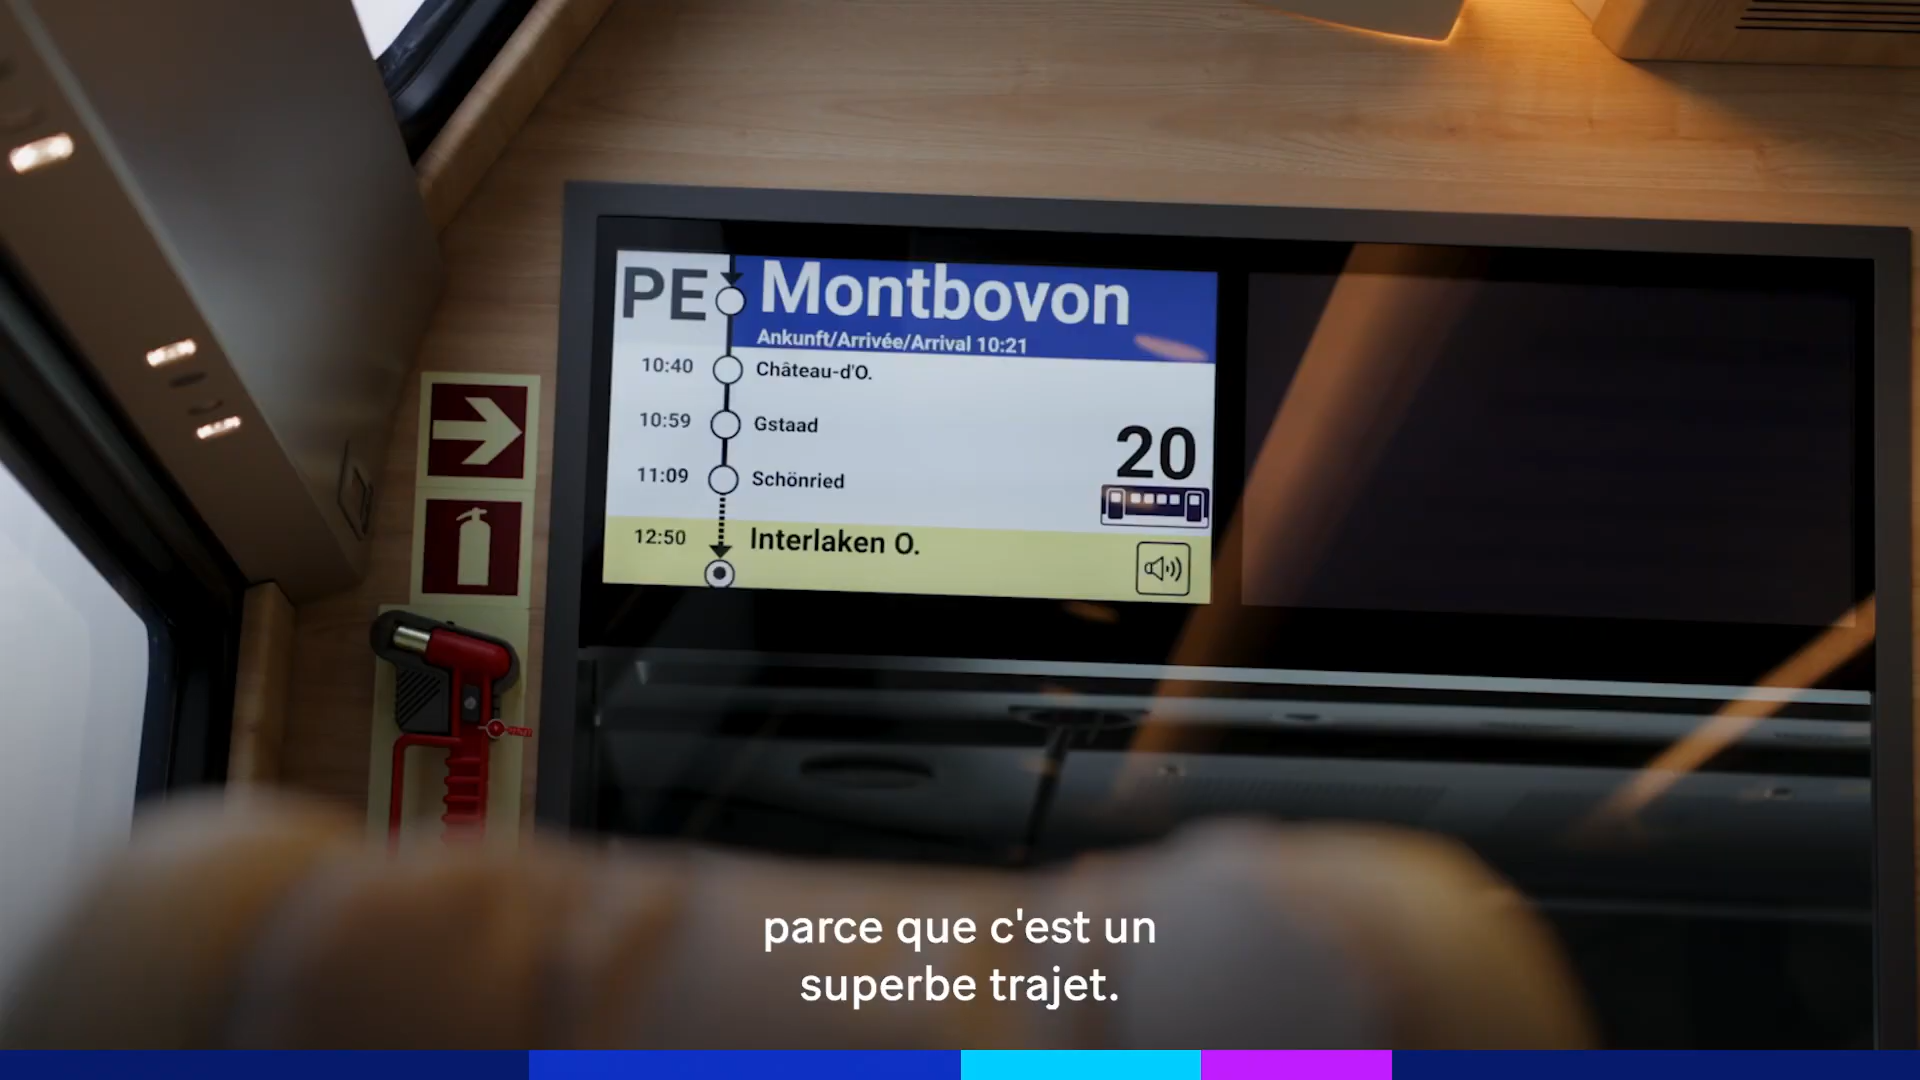 PE Montbovon
Ankunft/Arrivée/Arrival 10:21
10:40 Château-d'O.
10:59 Gstaad
11:09 Schönried
20
12:50 Interlaken O.
parce que c'est un
superbe trajet.